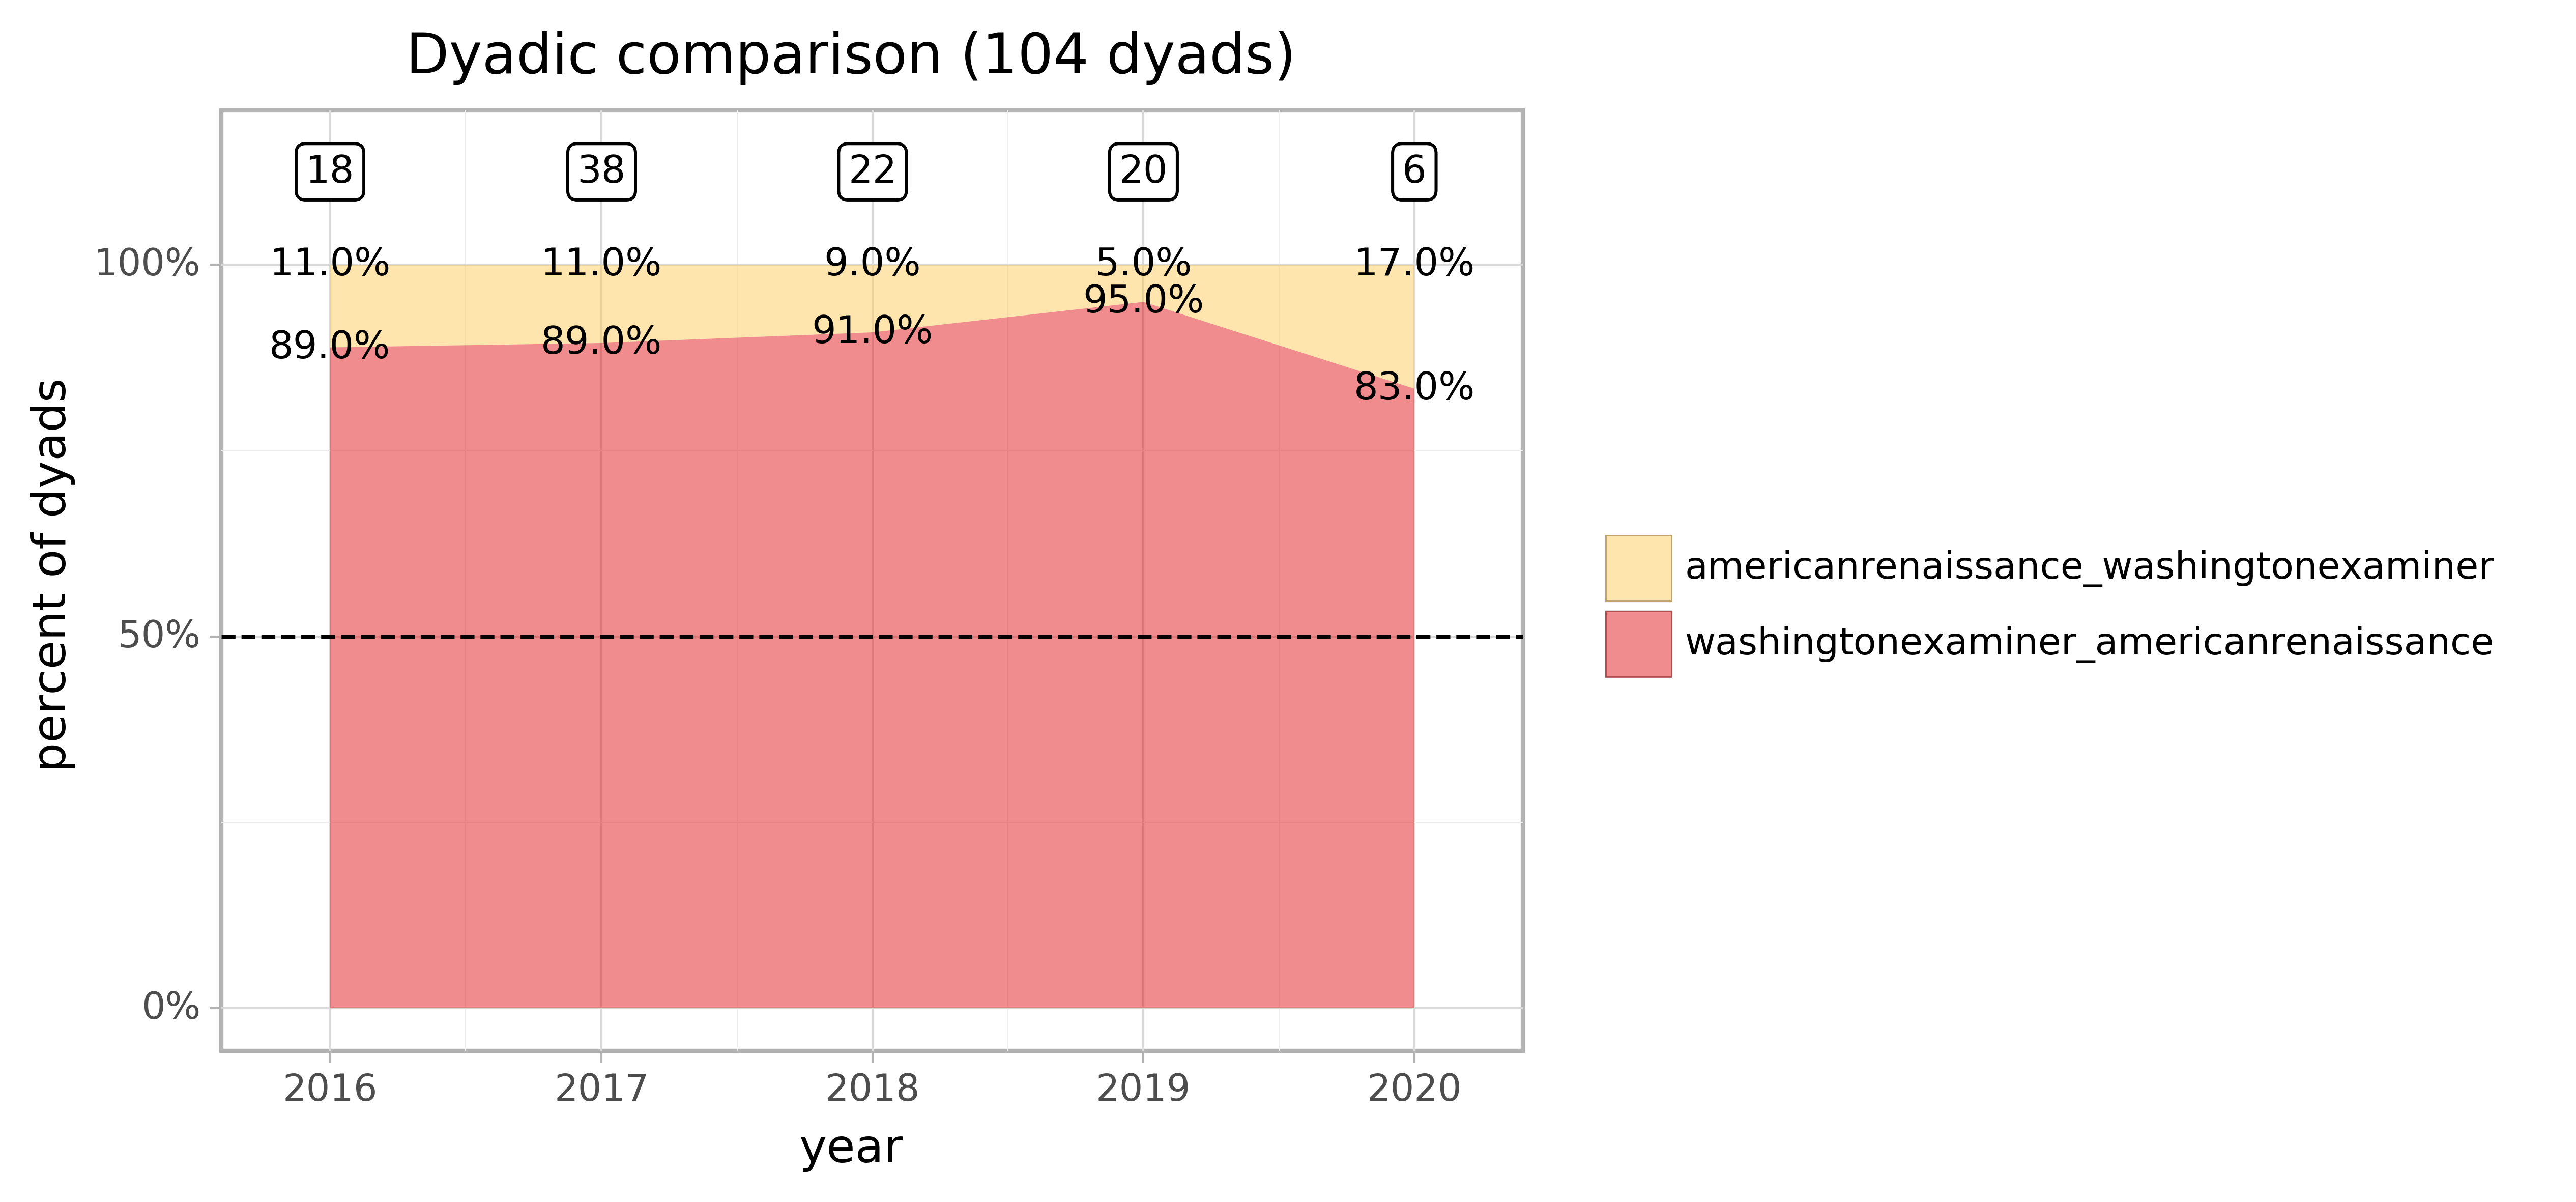 Dyadic comparison (104 dyads)
18 38 22 20 6
100%
11.0% 11.0% 9.0% 5.0% 17.0%
89.0% 89.0% 91.0% 95.0% 83.0%
50%
0%
percent of dyads
2016 2017 2018 2019 2020
year
americanrenaissance_washingtonexaminer
washingtonexaminer_americanrenaissance